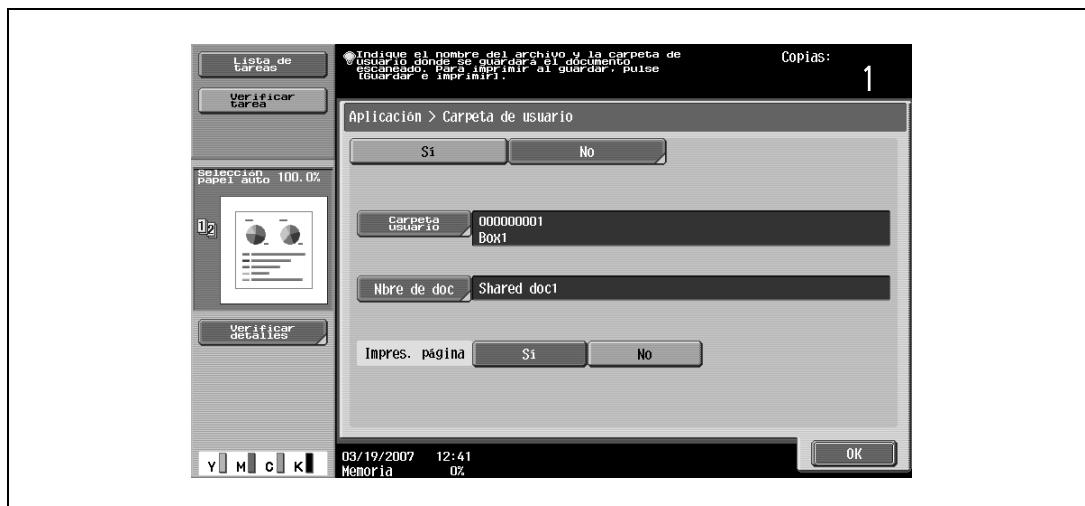 Lista de
tareas
Verificar
tarea
Indique el nombre del archivo y la carpeta de
usuario donde se guardará el documento
escaneado. Para imprimir al guardar, pulse
[Guardar e imprimir].
Copias:
1
Aplicación > Carpeta de usuario
Sí
No
Selección
papel auto 100.0%
12
Carpeta
usuario
000000001
Box1
Nbre de doc
Shared doc1
Verificar
detalles
Impres. página
Sí
No
Y M C K
03/19/2007 12:41
Memoria 0%
OK